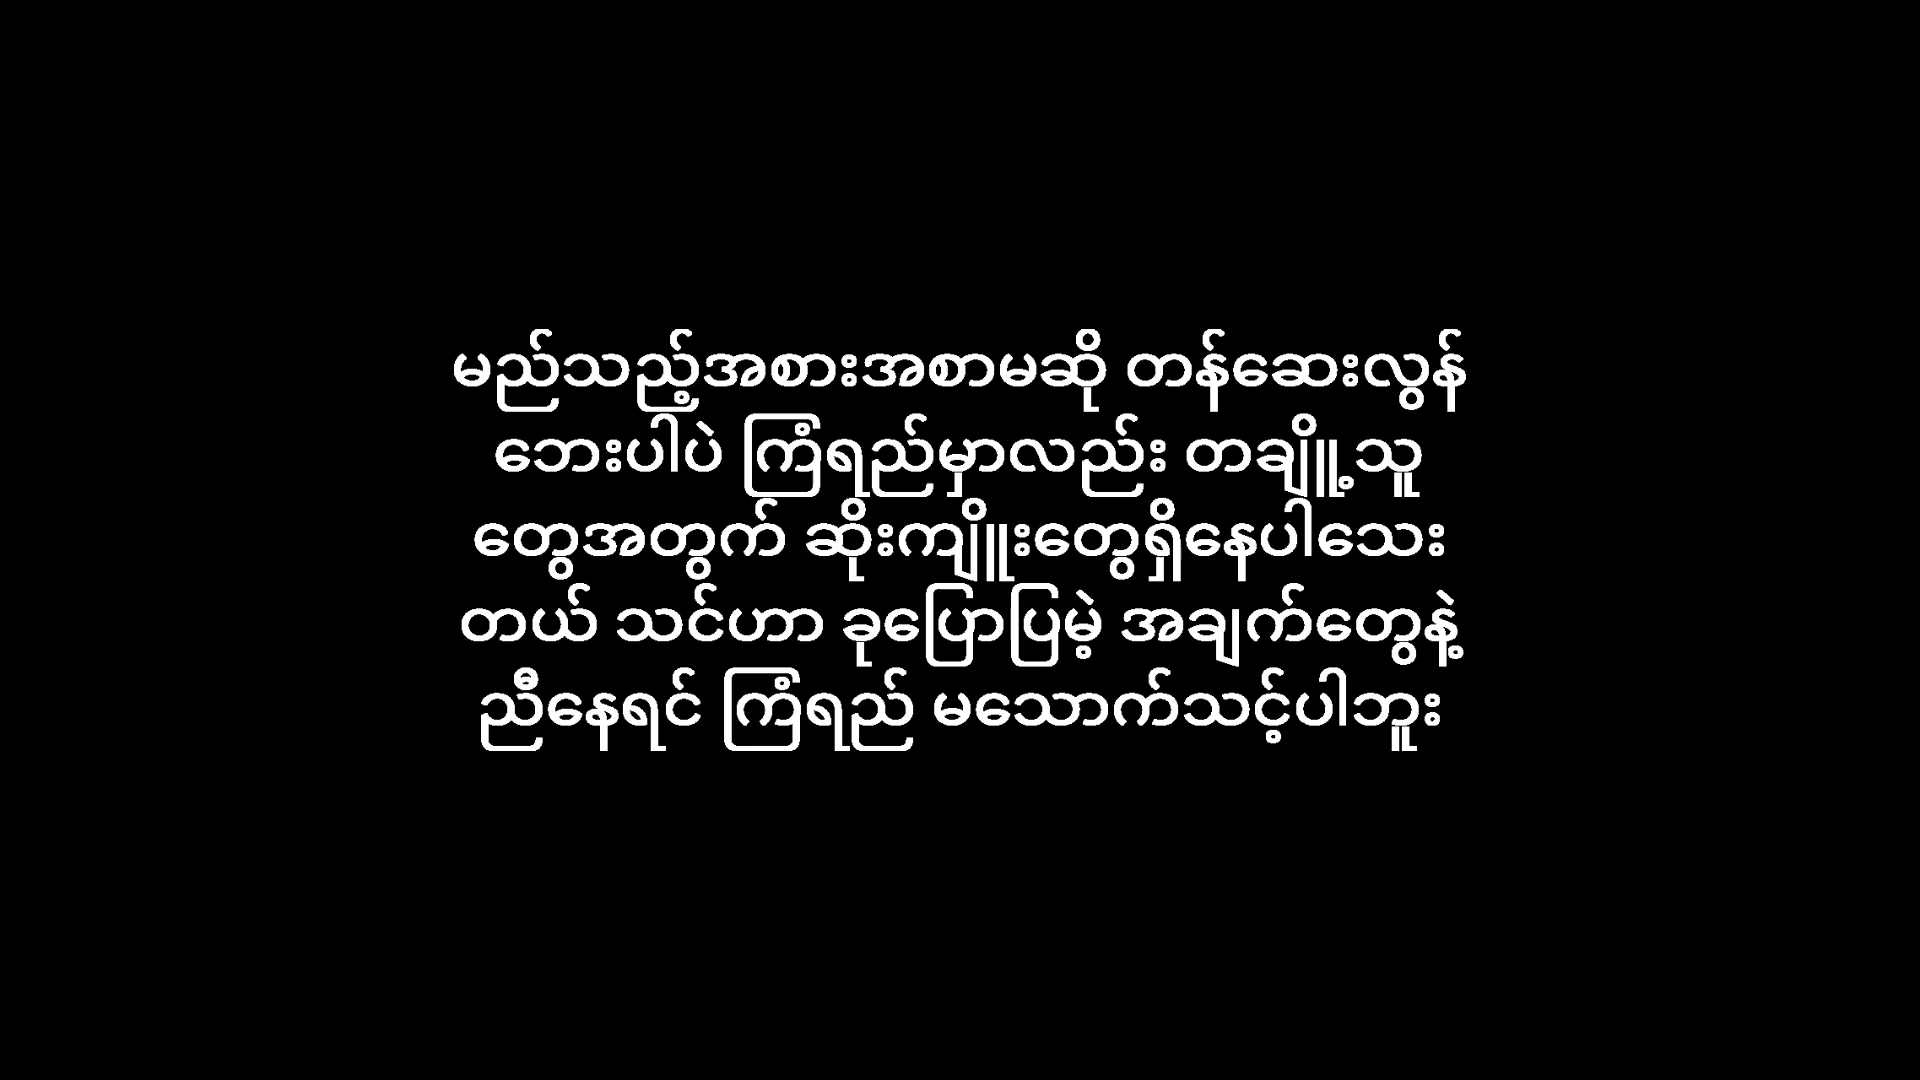 မည်သည့်အစားအစာမဆို တန်ဆေးလွန်
ဘေးပါပဲ ကြံရည်မှာလည်း တချို့သူ
တွေအတွက် ဆိုးကျိုးတွေရှိနေပါသေး
တယ် သင်ဟာ ခုပြောပြမဲ့ အချက်တွေနဲ့
ညီနေရင် ကြံရည် မသောက်သင့်ပါဘူး